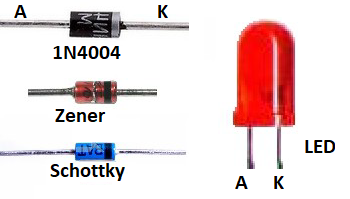 A K
1N4004
Zener
Schottky
LED
A K